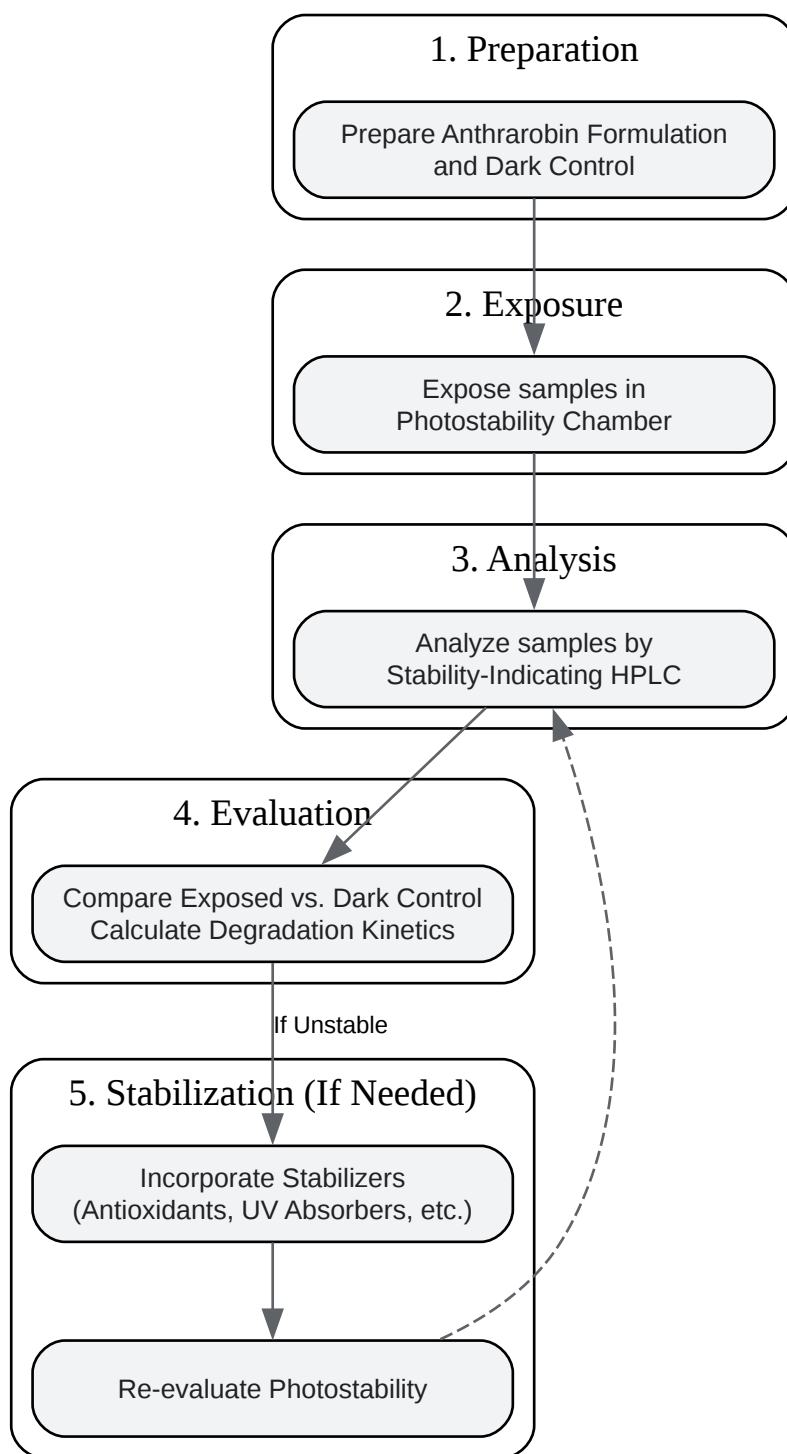 1. Preparation
Prepare Anthrarobin Formulation
and Dark Control
2. Exposure
Expose samples in
Photostability Chamber
3. Analysis
Analyze samples by
Stability-Indicating HPLC
4. Evaluation
Compare Exposed vs. Dark Control
Calculate Degradation Kinetics
If Unstable
5. Stabilization (If Needed)
Incorporate Stabilizers
(Antioxidants, UV Absorbers, etc.)
Re-evaluate Photostability